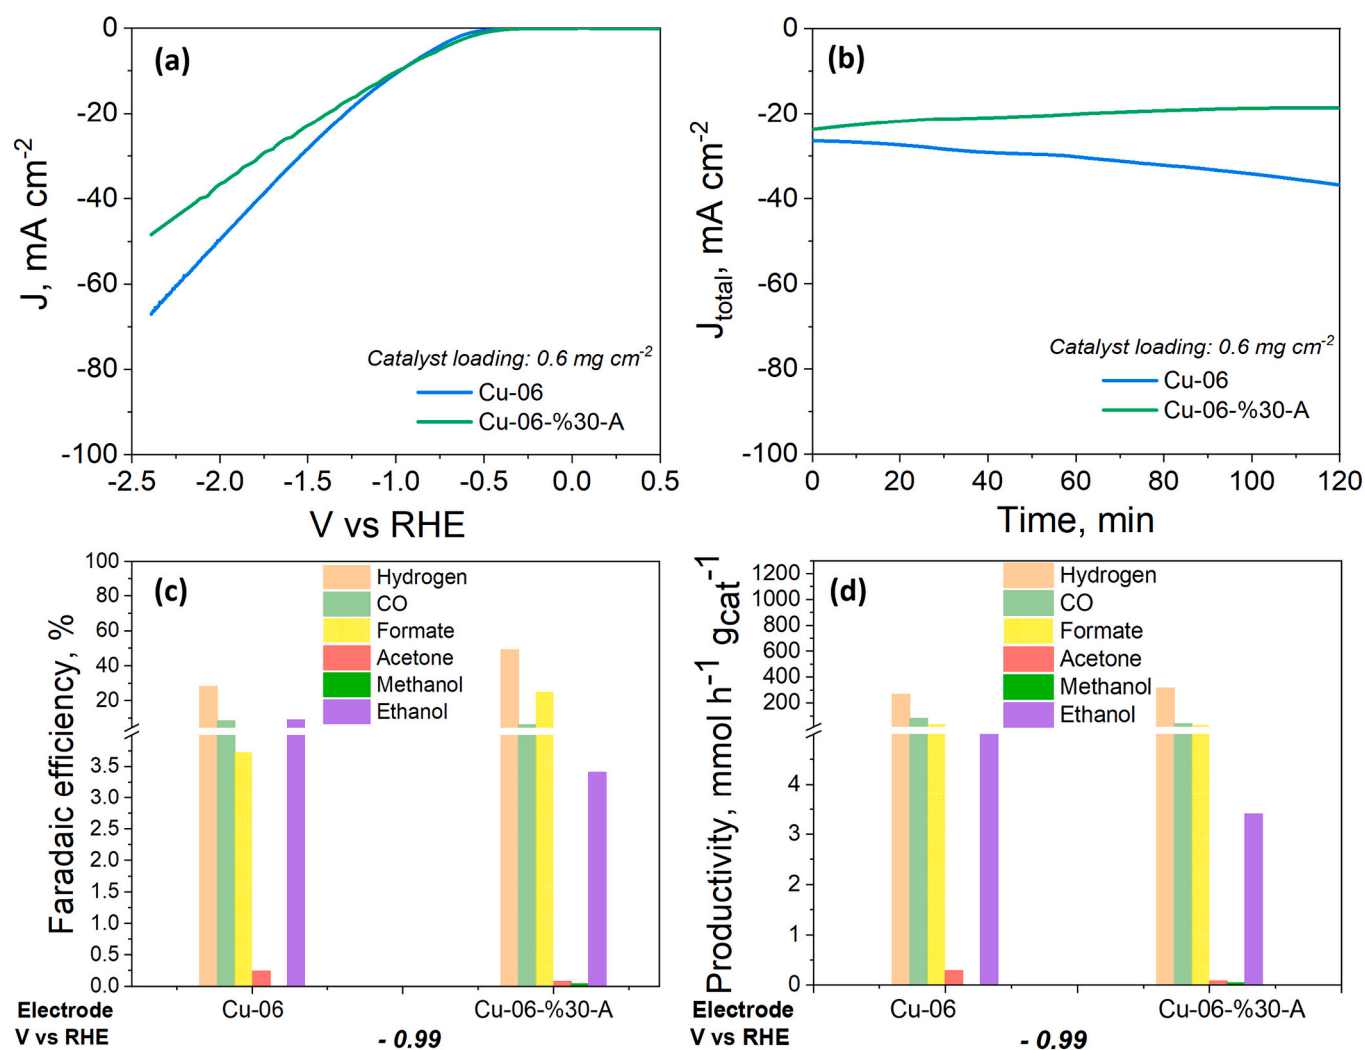 (a)
0
-20
-40
-60
-80
-100
J, mA cm-2
Catalyst loading: 0.6 mg cm-2
Cu-06
Cu-06-%30-A
-2.5 -2.0 -1.5 -1.0 -0.5 0.0 0.5
V vs RHE
(b)
0
-20
-40
-60
-80
-100
Jtotal, mA cm-2
Catalyst loading: 0.6 mg cm-2
Cu-06
Cu-06-%30-A
0 20 40 60 80 100 120
Time, min
(c)
100
80
60
40
20
3.5
3.0
2.5
2.0
1.5
1.0
0.5
0.0
Faradaic efficiency, %
Hydrogen
CO
Formate
Acetone
Methanol
Ethanol
Electrode Cu-06 Cu-06-%30-A
V vs RHE - 0.99
(d)
1200
1000
800
600
400
200
4
3
2
1
0
Productivity, mmol h-1 gcat-1
Hydrogen
CO
Formate
Acetone
Methanol
Ethanol
Electrode Cu-06 Cu-06-%30-A
V vs RHE - 0.99